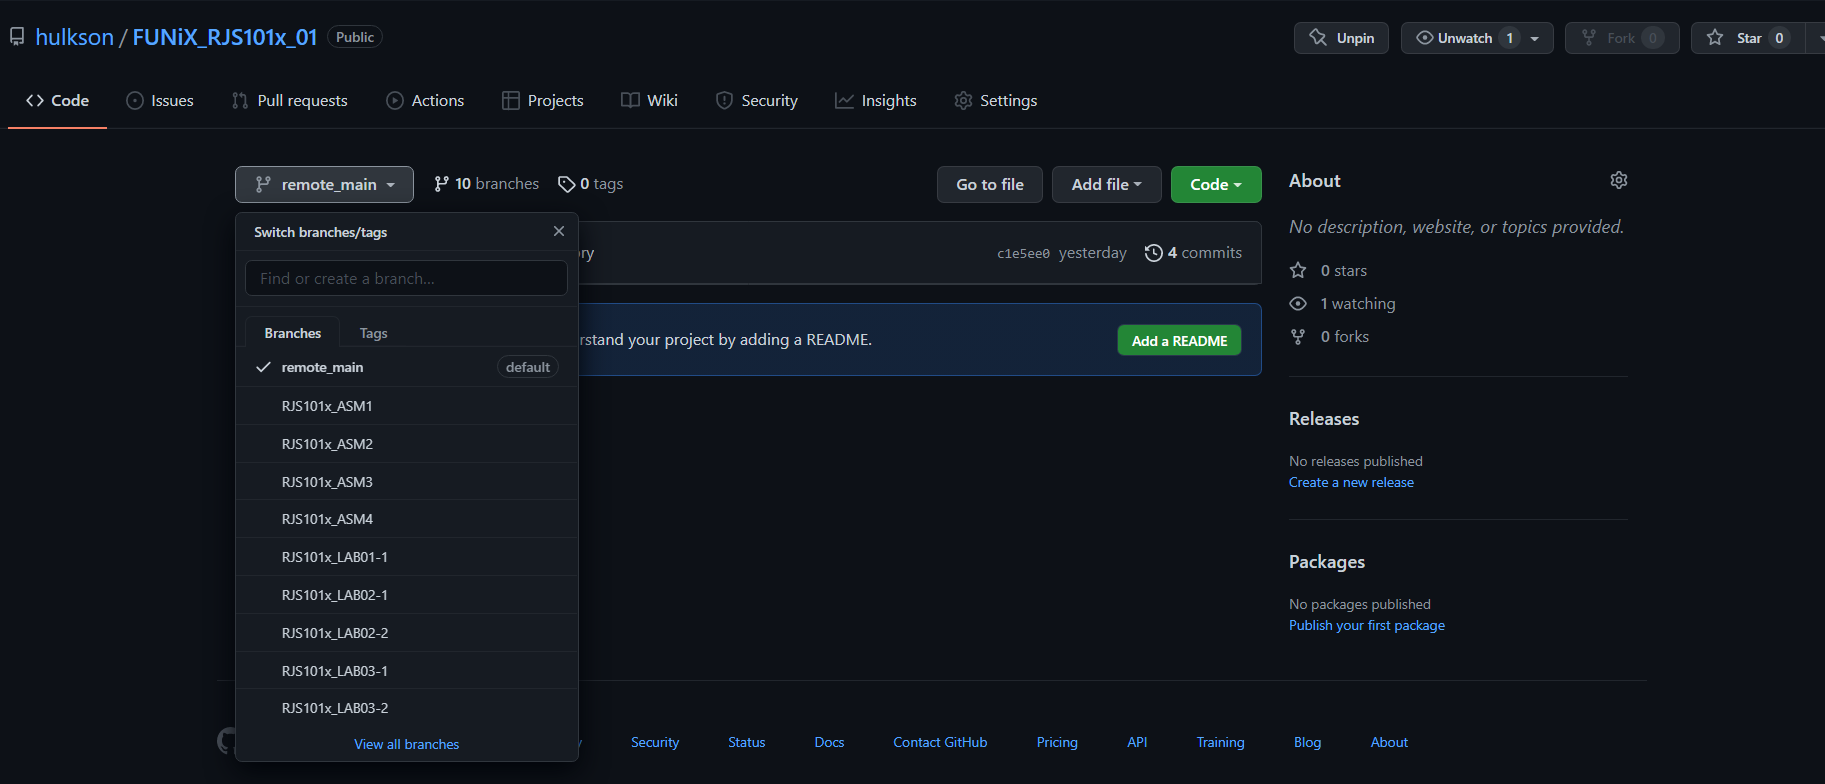 hulkson / FUNiX_RJS101x_01 Public
Unpin Unwatch 1 Fork 0 Star 0
Code Issues Pull requests Actions Projects Wiki Security Insights Settings
remote_main 10 branches 0 tags Go to file Add file Code
Switch branches/tags
Find or create a branch...
Branches Tags
remote_main default
RJS101x_ASM1
RJS101x_ASM2
RJS101x_ASM3
RJS101x_ASM4
RJS101x_LAB01-1
RJS101x_LAB02-1
RJS101x_LAB02-2
RJS101x_LAB03-1
RJS101x_LAB03-2
View all branches
c1e5ee0 yesterday 4 commits
your project by adding a README. Add a README
About
No description, website, or topics provided.
0 stars
1 watching
0 forks
Releases
No releases published
Create a new release
Packages
No packages published
Publish your first package
Security Status Docs Contact GitHub Pricing API Training Blog About